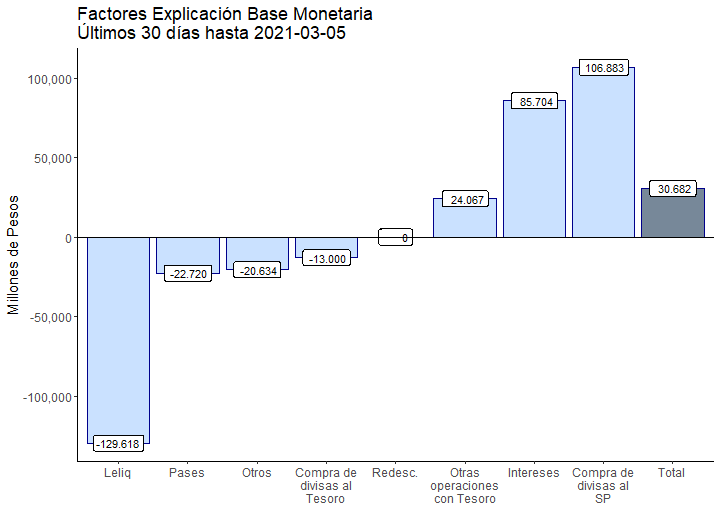 Factores Explicación Base Monetaria
Últimos 30 días hasta 2021-03-05
Millones de Pesos
100,000
50,000
0
-50,000
-100,000
-129.618
-22.720
-20.634
-13.000
0
24.067
85.704
106.883
30.682
Leliq
Pases
Otros
Compra de
divisas al
Tesoro
Redesc.
Otras
operaciones
con Tesoro
Intereses
Compra de
divisas al
SP
Total